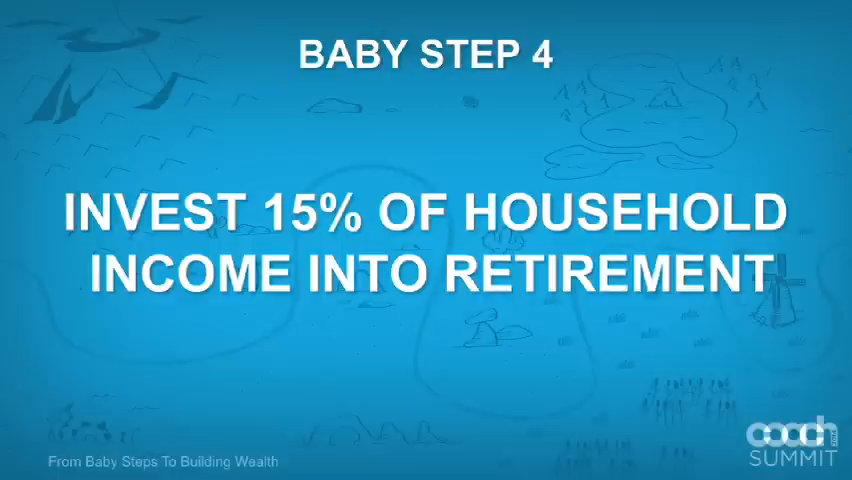 BABY STEP 4
INVEST 15% OF HOUSEHOLD
INCOME INTO RETIREMENT
From Baby Steps To Building Wealth
coach
SUMMIT